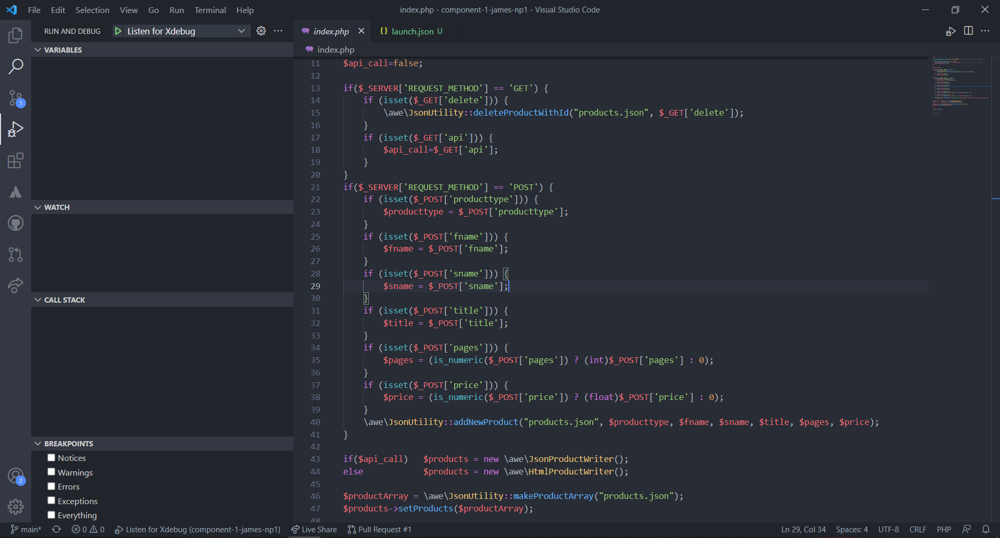 File Edit Selection View Go Run Terminal Help
index.php - component-1-james-np1 - Visual Studio Code
RUN AND DEBUG Listen for Xdebug
index.php launch.json U
index.php
VARIABLES
WATCH
CALL STACK
BREAKPOINTS
Notices
Warnings
Errors
Exceptions
Everything
1
2
11 $api_call=false;
12
13 if($_SERVER['REQUEST_METHOD'] == 'GET') {
14 if (isset($_GET['delete'])) {
15 \awe\JsonUtility::deleteProductWithId("products.json", $_GET['delete']);
16 }
17 if (isset($_GET['api'])) {
18 $api_call=$_GET['api'];
19 }
20 }
21 if($_SERVER['REQUEST_METHOD'] == 'POST') {
22 if (isset($_POST['producttype'])) {
23 $producttype = $_POST['producttype'];
24 }
25 if (isset($_POST['fname'])) {
26 $fname = $_POST['fname'];
27 }
28 if (isset($_POST['sname'])) {
29 $sname = $_POST['sname'];
30 }
31 if (isset($_POST['title'])) {
32 $title = $_POST['title'];
33 }
34 if (isset($_POST['pages'])) {
35 $pages = (is_numeric($_POST['pages']) ? (int)$_POST['pages'] : 0);
36 }
37 if (isset($_POST['price'])) {
38 $price = (is_numeric($_POST['price']) ? (float)$_POST['price'] : 0);
39 }
40 \awe\JsonUtility::addNewProduct("products.json", $producttype, $fname, $sname, $title, $pages, $price);
41 }
42
43 if($api_call) $products = new \awe\JsonProductWriter();
44 else $products = new \awe\HtmlProductWriter();
45
46 $productArray = \awe\JsonUtility::makeProductArray("products.json");
47 $products->setProducts($productArray);
48
main* 0 0 Listen for Xdebug (component-1-james-np1) Live Share Pull Request #1 Ln 29, Col 34 Spaces: 4 UTF-8 CRLF PHP